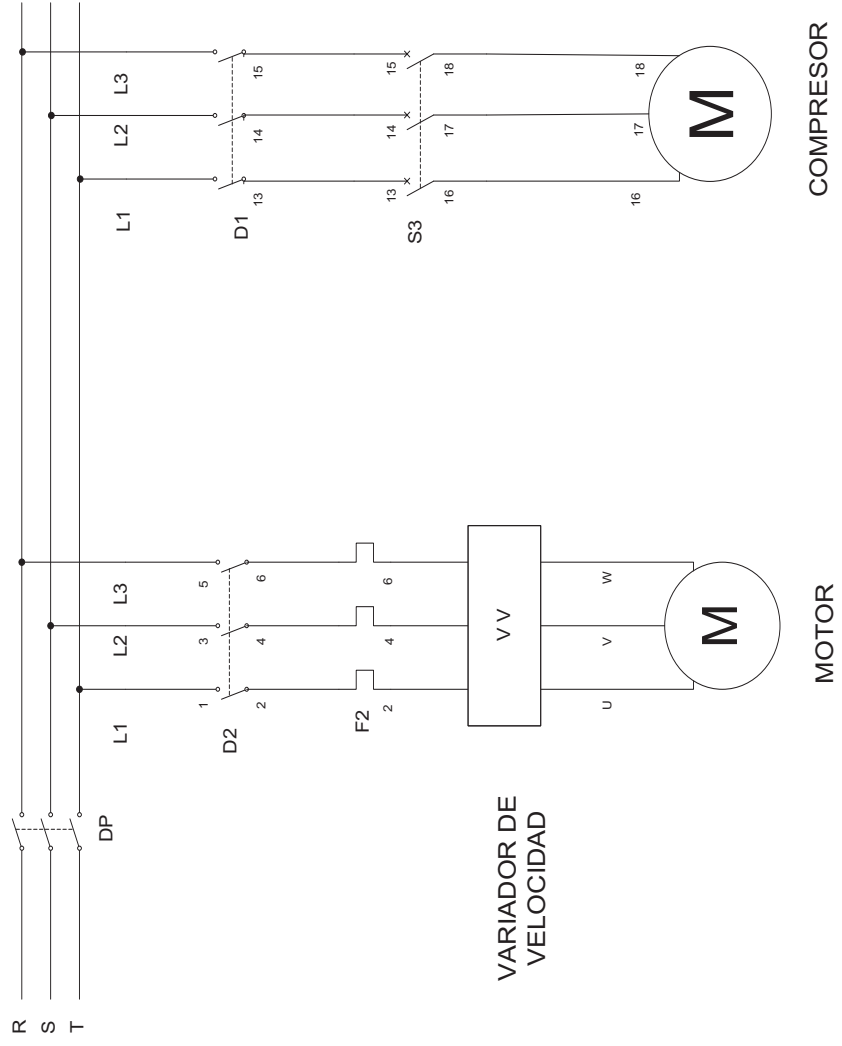 R
S
T
DP
L1 L2 L3
1 3 5
D2
2 4 6
F2
2 4 6
VARIADOR DE
VELOCIDAD
V V
U V W
M
MOTOR
L1 L2 L3
D1
13 14 15
13 14 15
S3
16 17 18
16 17 18
M
COMPRESOR